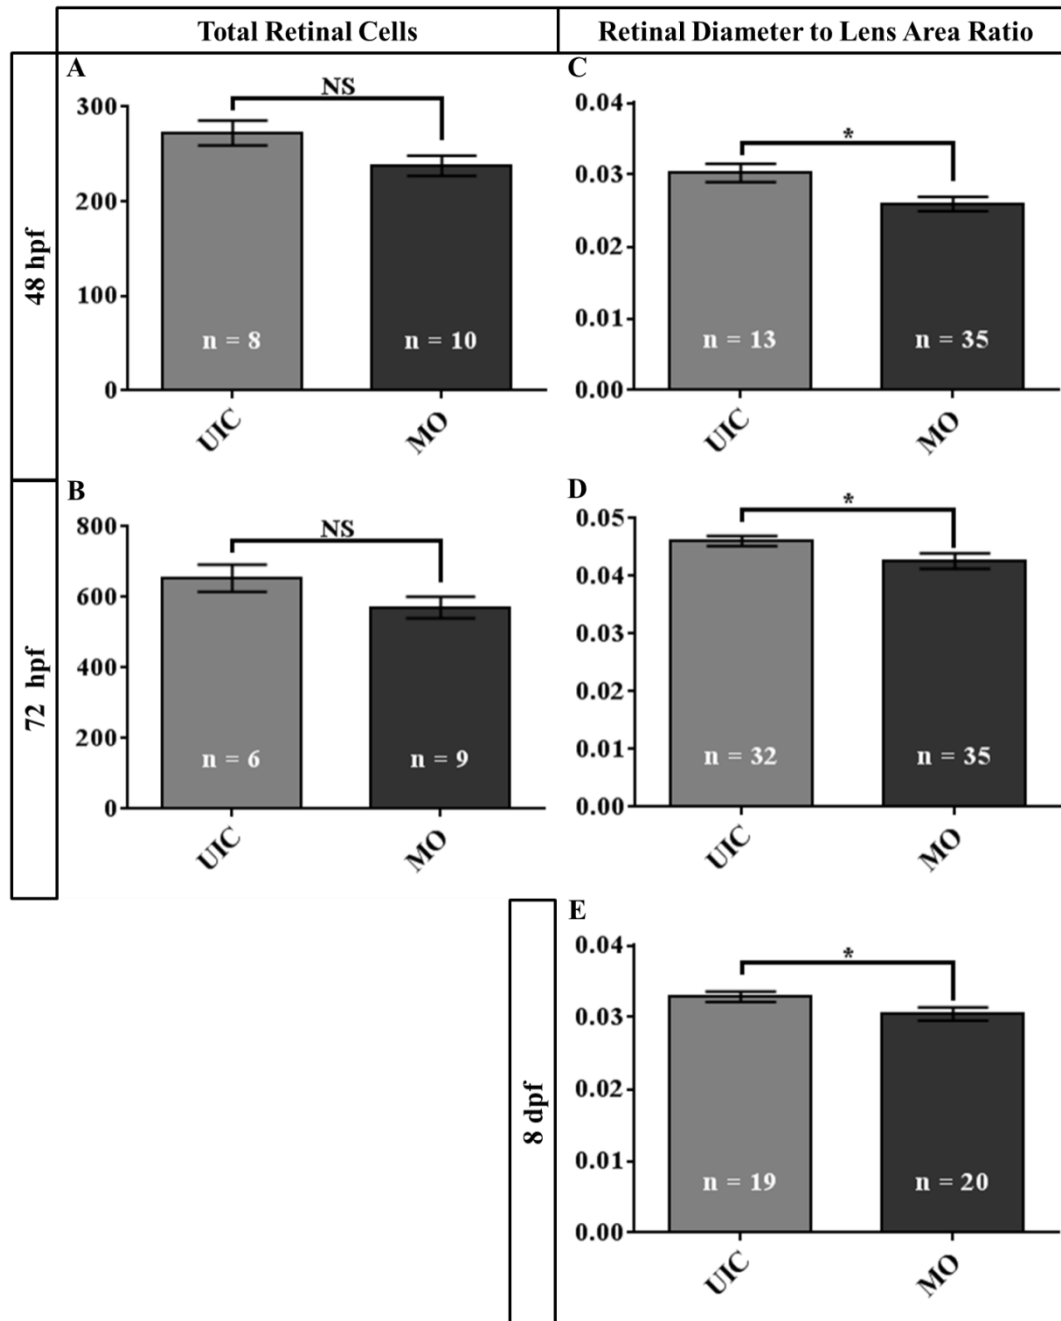 Total Retinal Cells
Retinal Diameter to Lens Area Ratio
48 hpf
A
NS
300
200
100
0
n = 8
n = 10
UIC
MO
C
*
0.04
0.03
0.02
0.01
0.00
n = 13
n = 35
UIC
MO
72 hpf
B
NS
800
600
400
200
0
n = 6
n = 9
UIC
MO
D
*
0.05
0.04
0.03
0.02
0.01
0.00
n = 32
n = 35
UIC
MO
8 dpf
E
*
0.04
0.03
0.02
0.01
0.00
n = 19
n = 20
UIC
MO